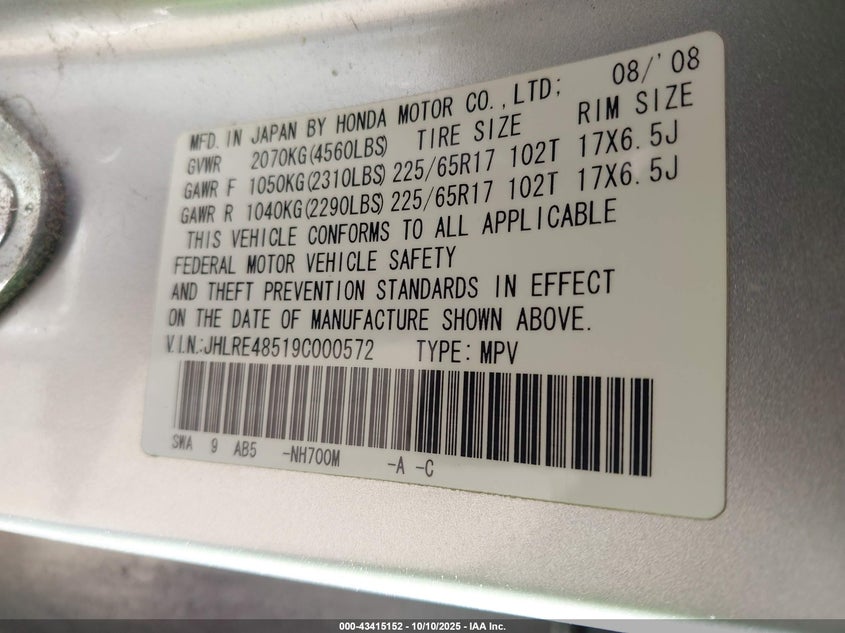 MFD. IN JAPAN BY HONDA MOTOR CO.,LTD; 08/'08
GVWR 2070KG(4560LBS) TIRE SIZE RIM SIZE
GAWR F 1050KG(2310LBS) 225/65R17 102T 17X6.5J
GAWR R 1040KG(2290LBS) 225/65R17 102T 17X6.5J
THIS VEHICLE CONFORMS TO ALL APPLICABLE
FEDERAL MOTOR VEHICLE SAFETY
AND THEFT PREVENTION STANDARDS IN EFFECT
ON THE DATE OF MANUFACTURE SHOWN ABOVE.
V.I.N.:JHLRE48519C000572 TYPE: MPV
SWA 9 AB5 -NH700M -A -C
000-43415152 - 10/10/2025 - IAA Inc.